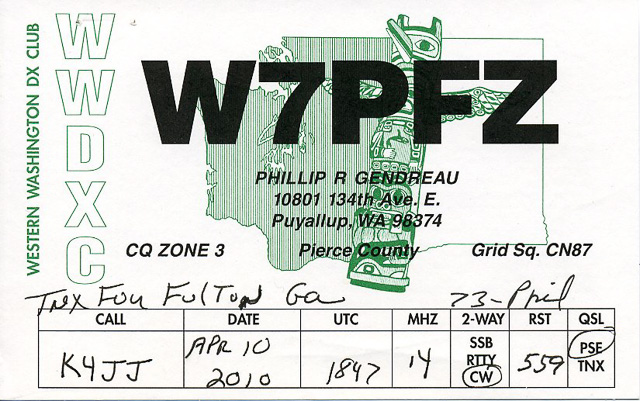 WESTERN WASHINGTON DX CLUB
WWDXC
W7PFZ
PHILLIP R GENDREAU
10801 134th Ave. E.
Puyallup, WA 98374
CQ ZONE 3 Pierce County Grid Sq. CN87
TNX FOR FULTON GA 73-Phil
CALL DATE UTC MHZ 2-WAY RST QSL
K4JJ APR 10 2010 1847 14 SSB RTTY CW 559 PSE TNX